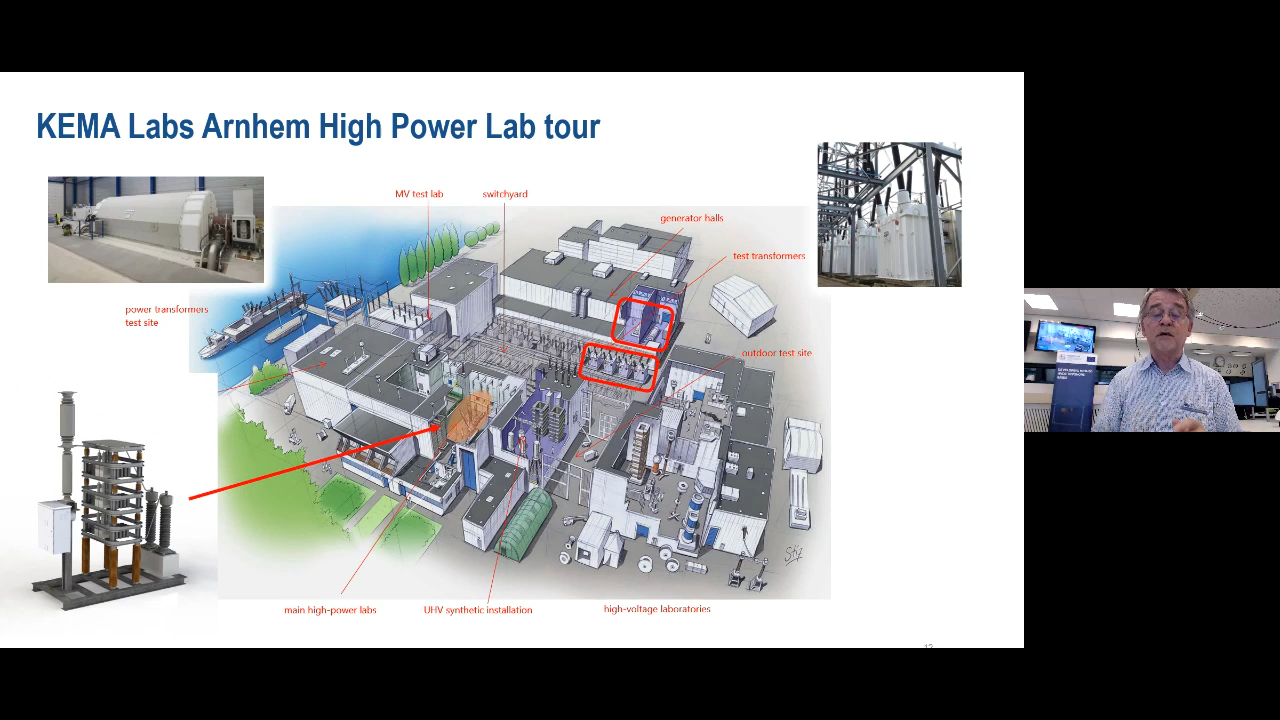 KEMA Labs Arnhem High Power Lab tour
MV test lab
switchyard
generator halls
test transformers
power transformers
test site
outdoor test site
main high-power labs
UHV synthetic installation
high-voltage laboratories